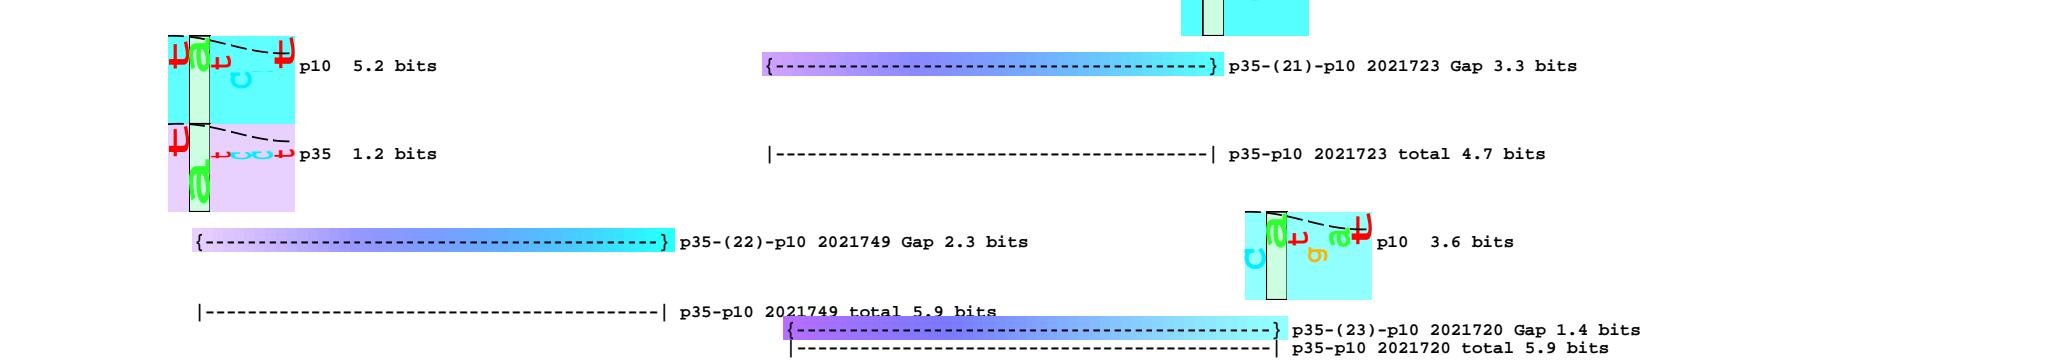 tatct p10 5.2 bits
{----------------------------------------} p35-(21)-p10 2021723 Gap 3.3 bits
tatcct p35 1.2 bits
|----------------------------------------| p35-p10 2021723 total 4.7 bits
{------------------------------------------} p35-(22)-p10 2021749 Gap 2.3 bits
catgat p10 3.6 bits
|------------------------------------------| p35-p10 2021749 total 5.9 bits
{--------------------------------------------} p35-(23)-p10 2021720 Gap 1.4 bits
|--------------------------------------------| p35-p10 2021720 total 5.9 bits